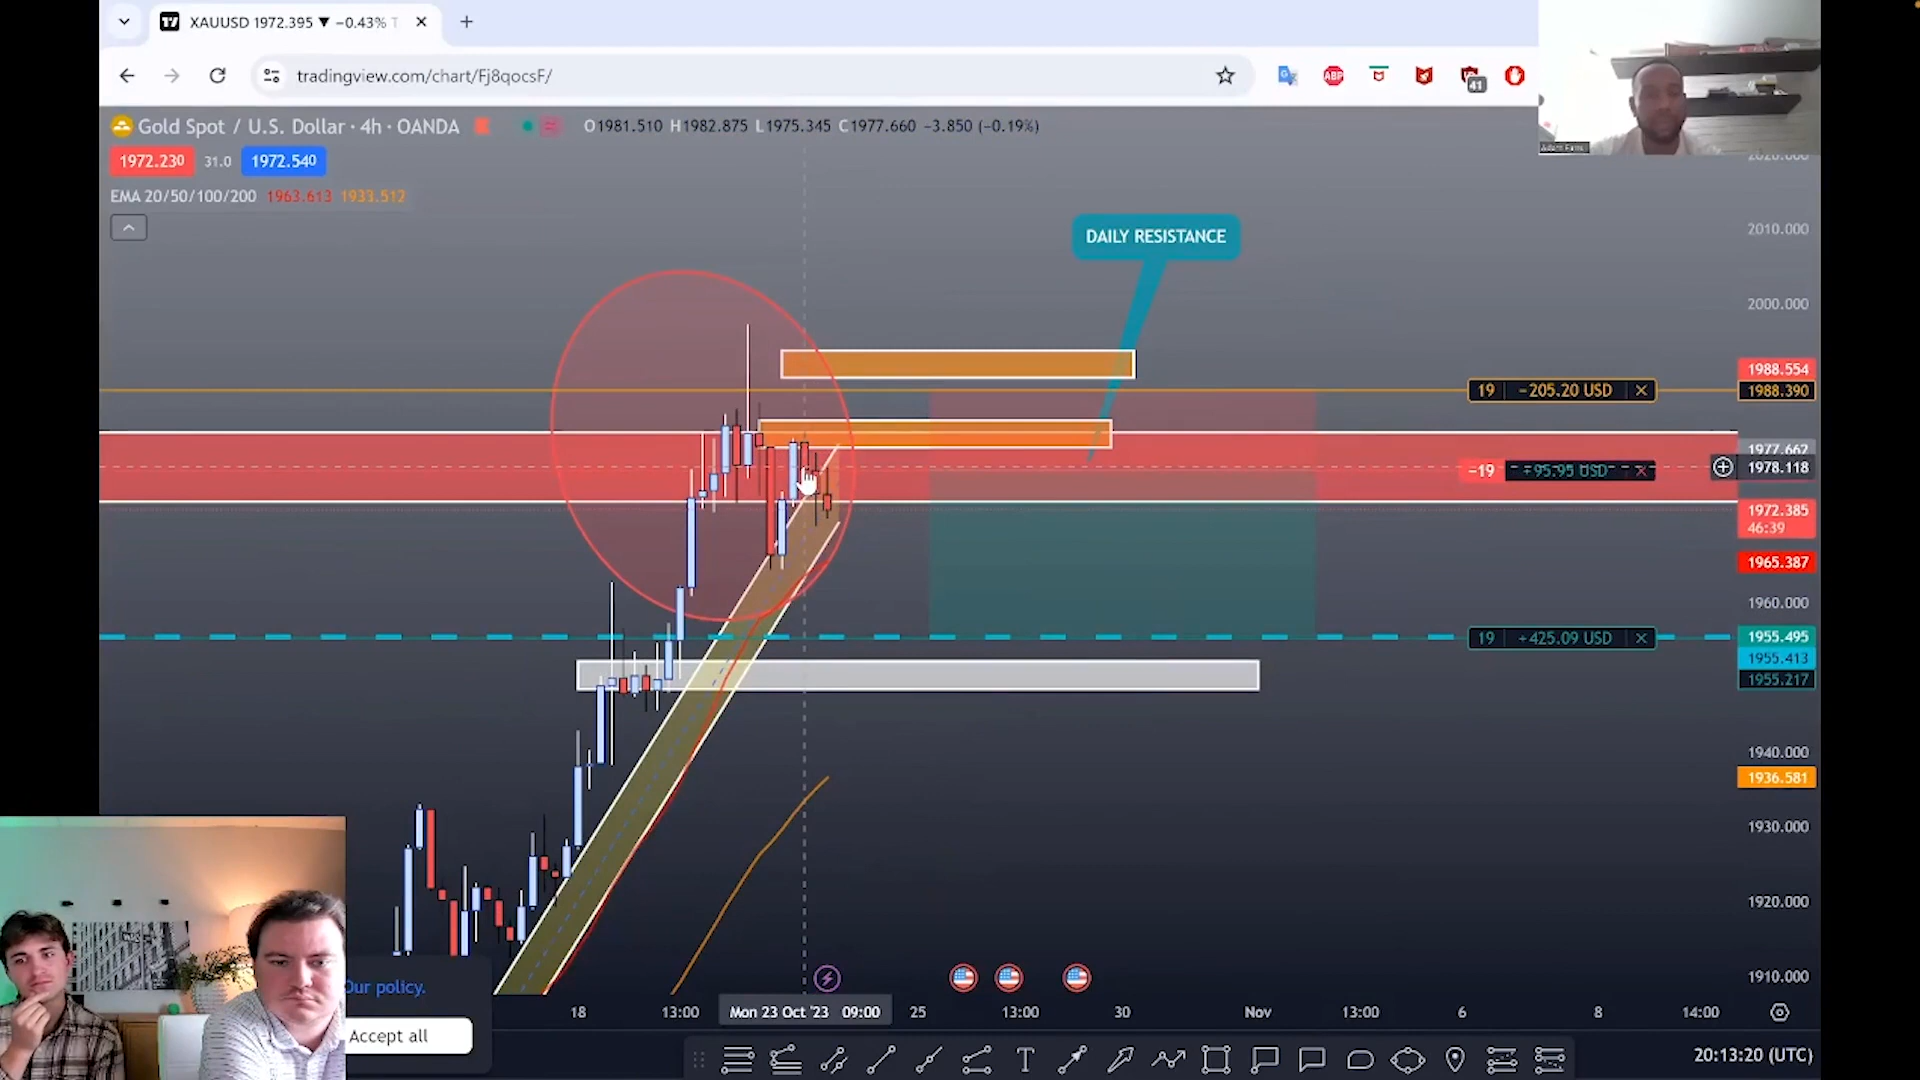 XAUUSD 1972.395 ▼ −0.43%
tradingview.com/chart/Fj8qocsF/
ABP
41
Gold Spot / U.S. Dollar · 4h · OANDA
O1981.510 H1982.875 L1975.345 C1977.660 −3.850 (−0.19%)
1972.230 31.0 1972.540
EMA 20/50/100/200 1963.613 1933.512
DAILY RESISTANCE
2020.000
2010.000
2000.000
1988.554
19 −205.20 USD
1988.390
1977.662
1978.118
−19 +95.95 USD
1972.385
46:39
1965.387
1960.000
19 +425.09 USD
1955.495
1955.413
1955.217
1940.000
1936.581
1930.000
1920.000
1910.000
Our policy.
Accept all
18 13:00 Mon 23 Oct '23 09:00 25 13:00 30 Nov 13:00 6 8 14:00
20:13:20 (UTC)